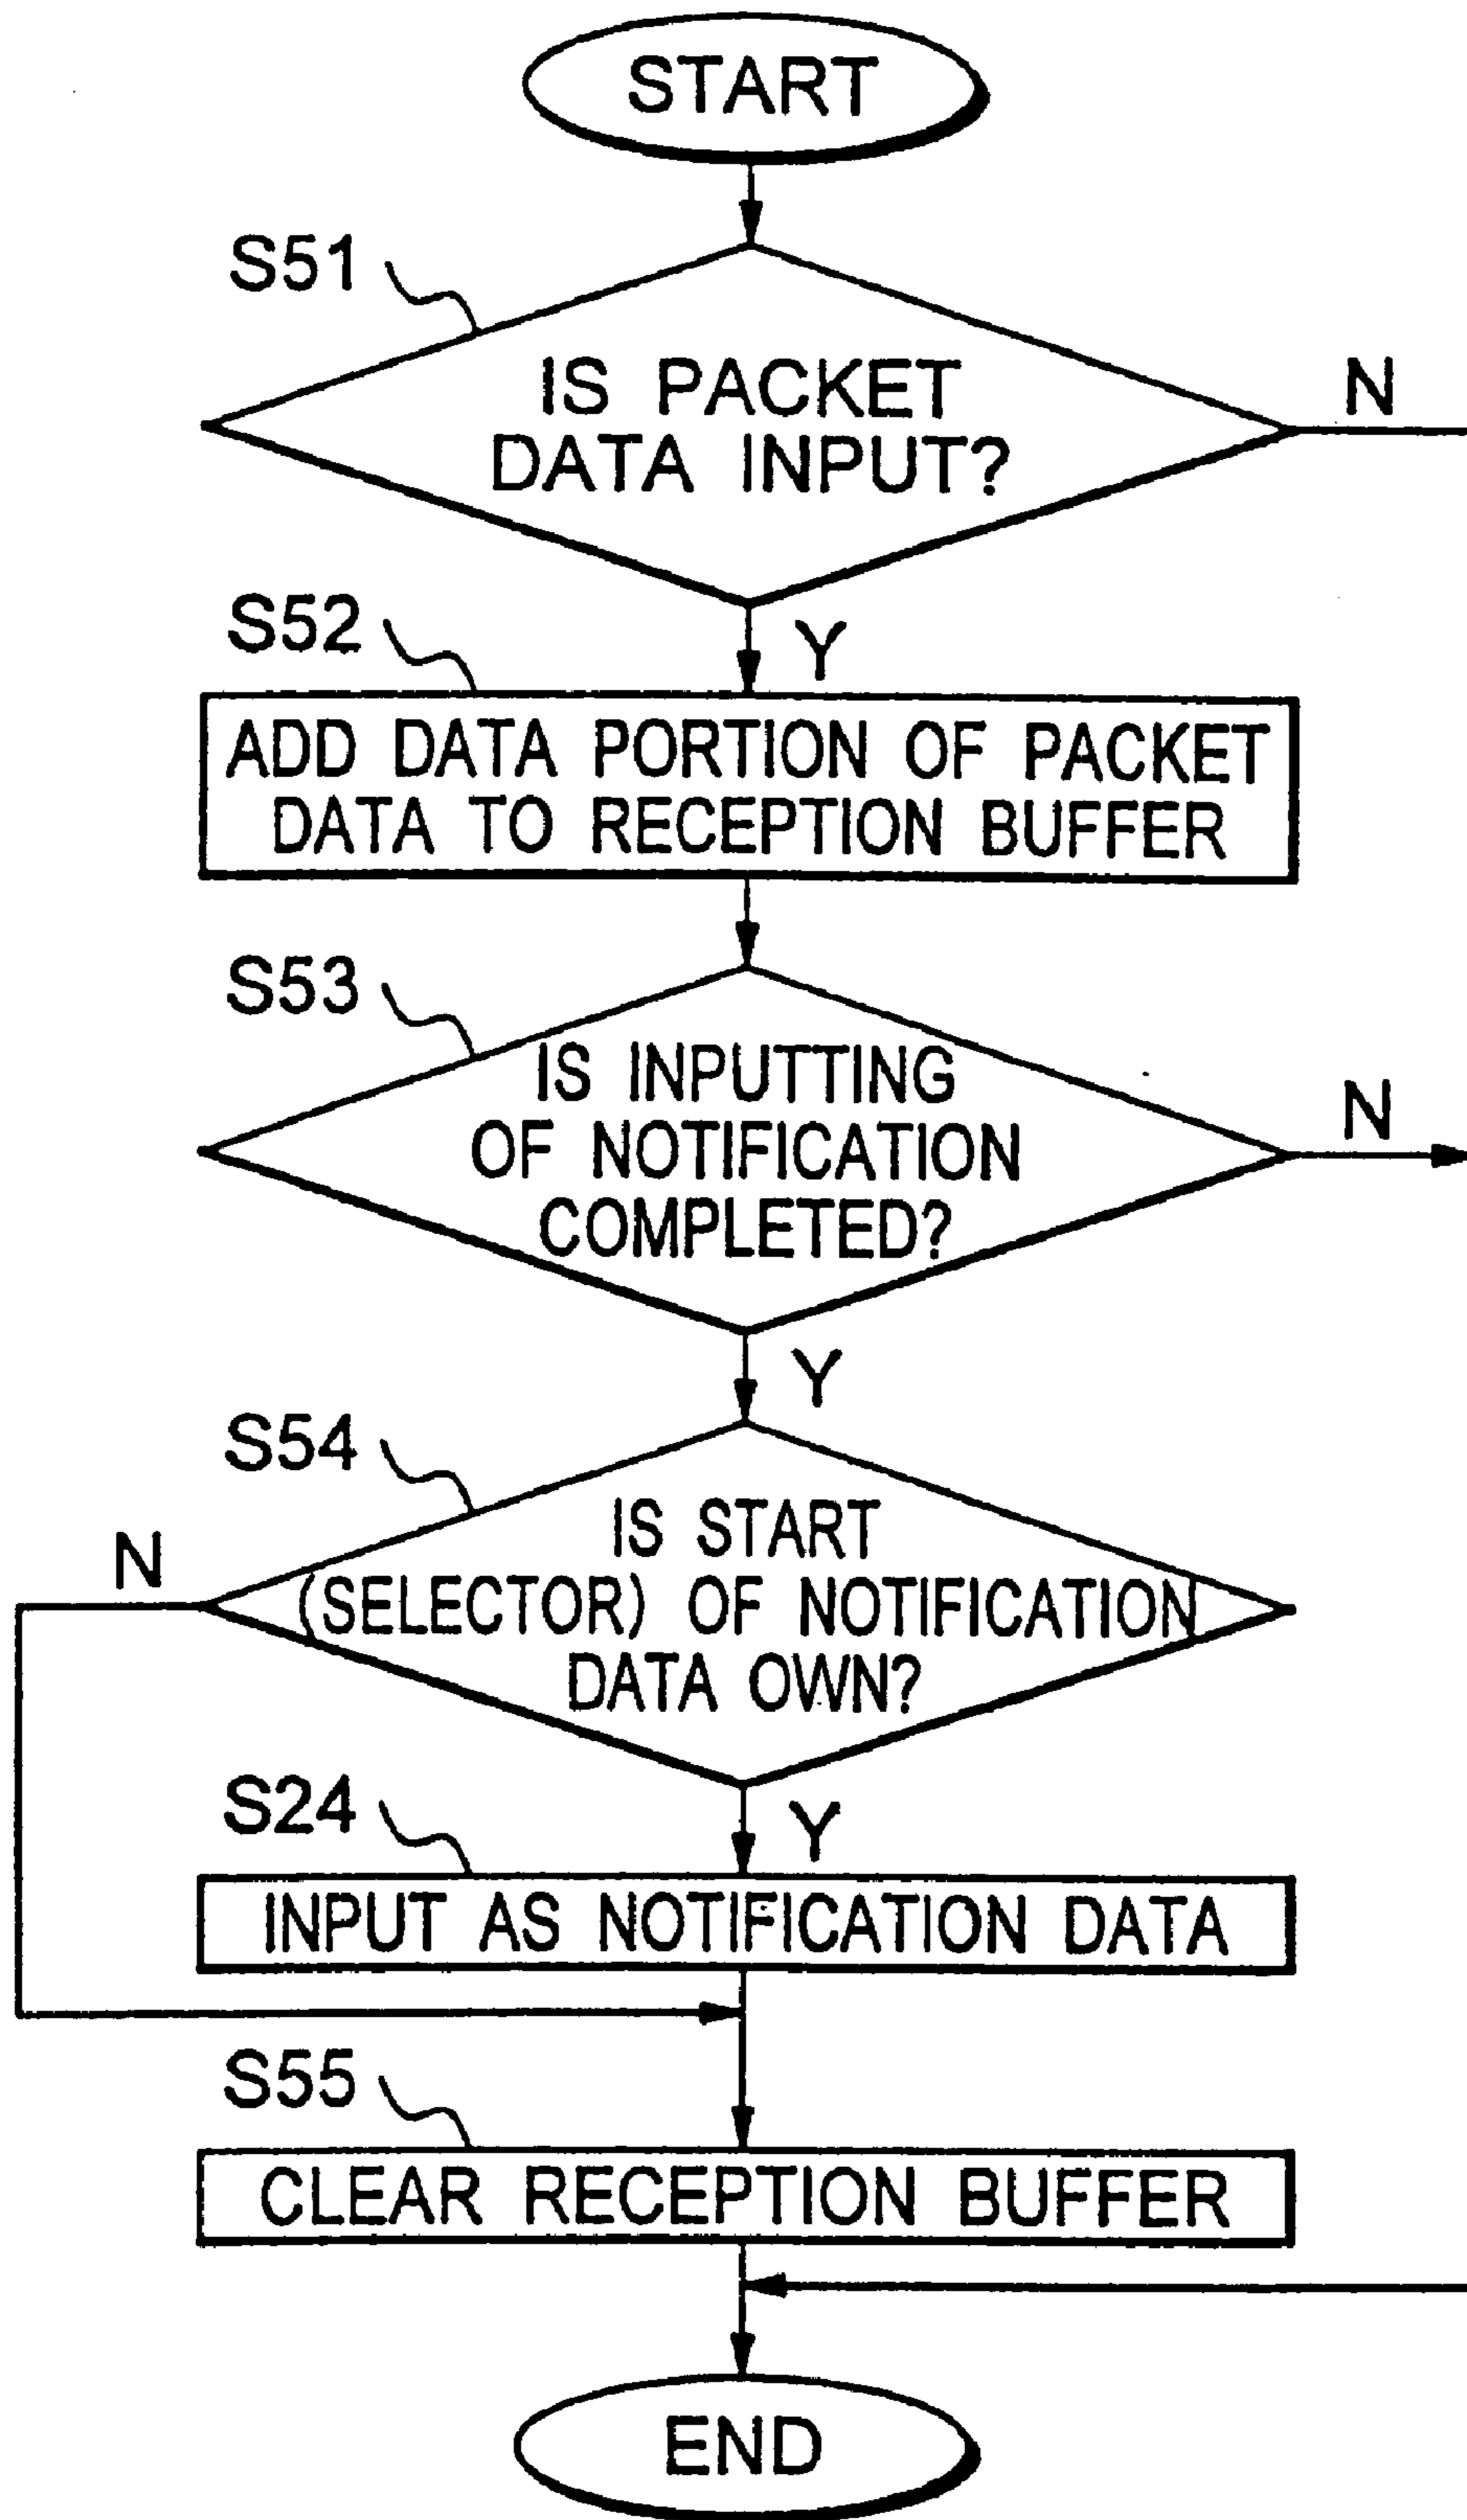 START
S51
IS PACKET
DATA INPUT?
N
S52
Y
ADD DATA PORTION OF PACKET
DATA TO RECEPTION BUFFER
S53
IS INPUTTING
OF NOTIFICATION
COMPLETED?
N
Y
S54
IS START
(SELECTOR) OF NOTIFICATION
DATA OWN?
N
S24
Y
INPUT AS NOTIFICATION DATA
S55
CLEAR RECEPTION BUFFER
END